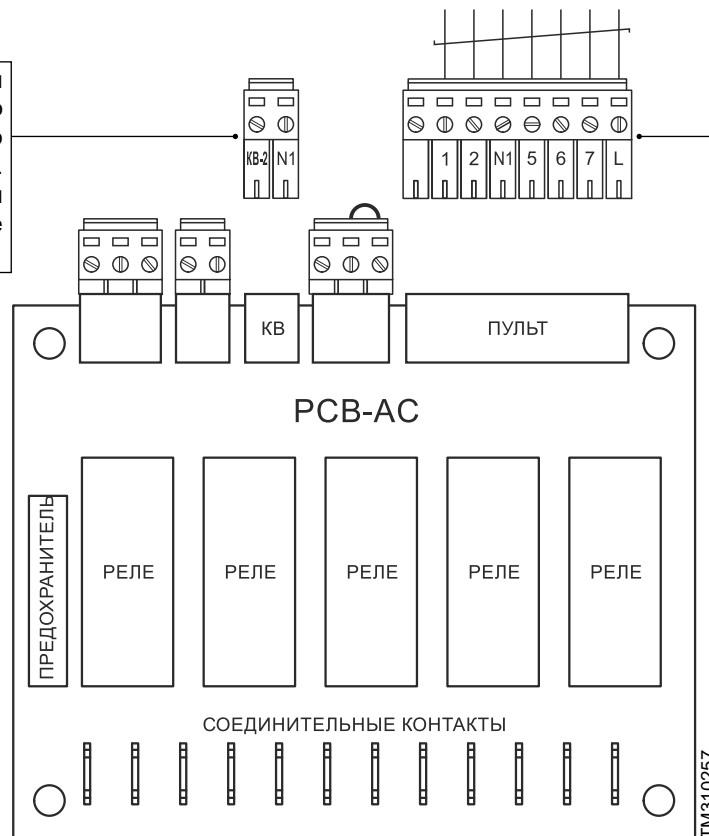 КВ-2 N1
1 2 N1 5 6 7 L
КВ
ПУЛЬТ
PCB-AC
ПРЕДОХРАНИТЕЛЬ
РЕЛЕ РЕЛЕ РЕЛЕ РЕЛЕ РЕЛЕ
СОЕДИНИТЕЛЬНЫЕ КОНТАКТЫ
TM310257